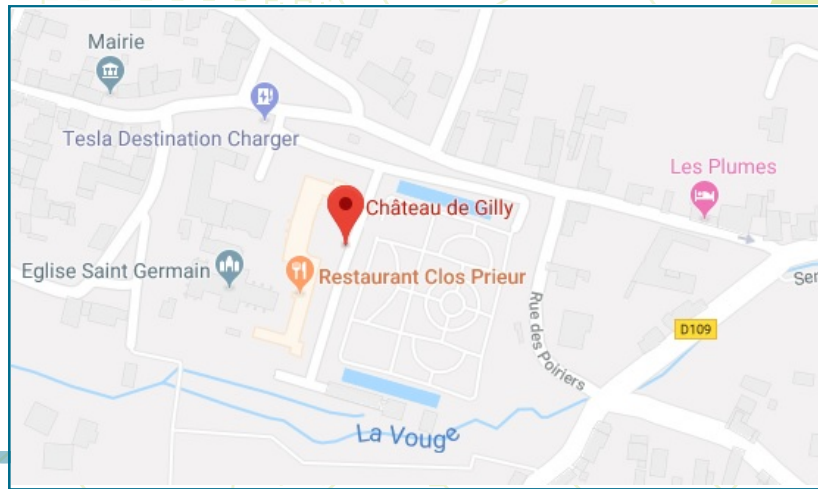 Mairie
Tesla Destination Charger
Les Plumes
Château de Gilly
Eglise Saint Germain
Restaurant Clos Prieur
Ser
Rue des Poiriers
D109
La Vouge